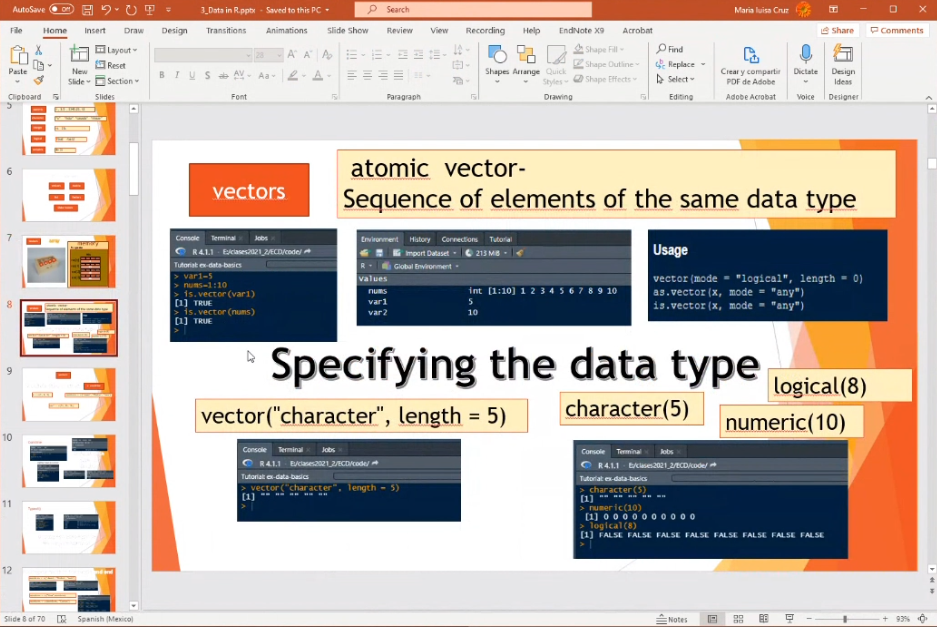 AutoSave Off
3_Data in R.pptx - Saved to this PC
Search
Maria luisa Cruz
File Home Insert Draw Design Transitions Animations Slide Show Review View Recording Help EndNote X9 Acrobat
Share Comments
Paste
New Slide
Layout
Reset
Section
Shapes Arrange Quick Styles
Shape Fill
Shape Outline
Shape Effects
Find
Replace
Select
Crear y compartir PDF de Adobe
Dictate
Design Ideas
Clipboard Slides Font Paragraph Drawing Editing Adobe Acrobat Voice Designer
5
6
7
8
9
10
11
12
vectors
atomic vector-
Sequence of elements of the same data type
Console Terminal Jobs
R 4.1.1 · E:/clases2021_2/ECD/code/
Tutorial: ex-data-basics
> var1=5
> nums=1:10
> is.vector(var1)
[1] TRUE
> is.vector(nums)
[1] TRUE
>
Environment History Connections Tutorial
Import Dataset 213 MiB
R Global Environment
values
nums int [1:10] 1 2 3 4 5 6 7 8 9 10
var1 5
var2 10
Usage
vector(mode = "logical", length = 0)
as.vector(x, mode = "any")
is.vector(x, mode = "any")
Specifying the data type
vector("character", length = 5)
character(5)
logical(8)
numeric(10)
Console Terminal Jobs
R 4.1.1 · E:/clases2021_2/ECD/code/
Tutorial: ex-data-basics
> vector("character", length = 5)
[1] "" "" "" "" ""
>
Console Terminal Jobs
R 4.1.1 · E:/clases2021_2/ECD/code/
Tutorial: ex-data-basics
> character(5)
[1] "" "" "" "" ""
> numeric(10)
[1] 0 0 0 0 0 0 0 0 0 0
> logical(8)
[1] FALSE FALSE FALSE FALSE FALSE FALSE FALSE FALSE
>
Slide 8 of 70
Spanish (Mexico)
Notes
93%